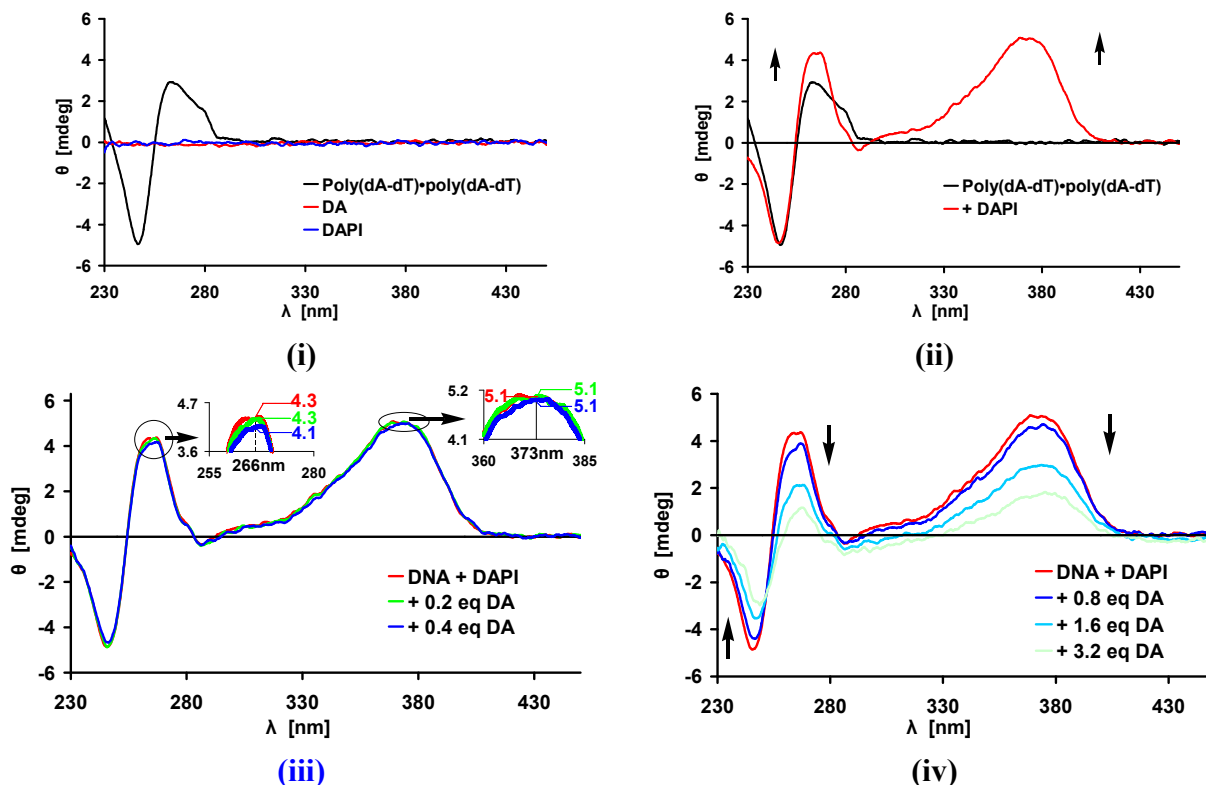 6
4
2
0
-2
-4
-6
θ [mdeg]
Poly(dA-dT)•poly(dA-dT)
DA
DAPI
230 280 330 380 430
λ [nm]
(i)
6
4
2
0
-2
-4
-6
θ [mdeg]
Poly(dA-dT)•poly(dA-dT)
+ DAPI
230 280 330 380 430
λ [nm]
(ii)
6
4
2
0
-2
-4
-6
θ [mdeg]
4.7
3.6
4.3
4.3
4.1
255 280
266nm
5.2
4.1
5.1
5.1
5.1
360 385
373nm
DNA + DAPI
+ 0.2 eq DA
+ 0.4 eq DA
230 280 330 380 430
λ [nm]
(iii)
6
4
2
0
-2
-4
-6
θ [mdeg]
DNA + DAPI
+ 0.8 eq DA
+ 1.6 eq DA
+ 3.2 eq DA
230 280 330 380 430
λ [nm]
(iv)